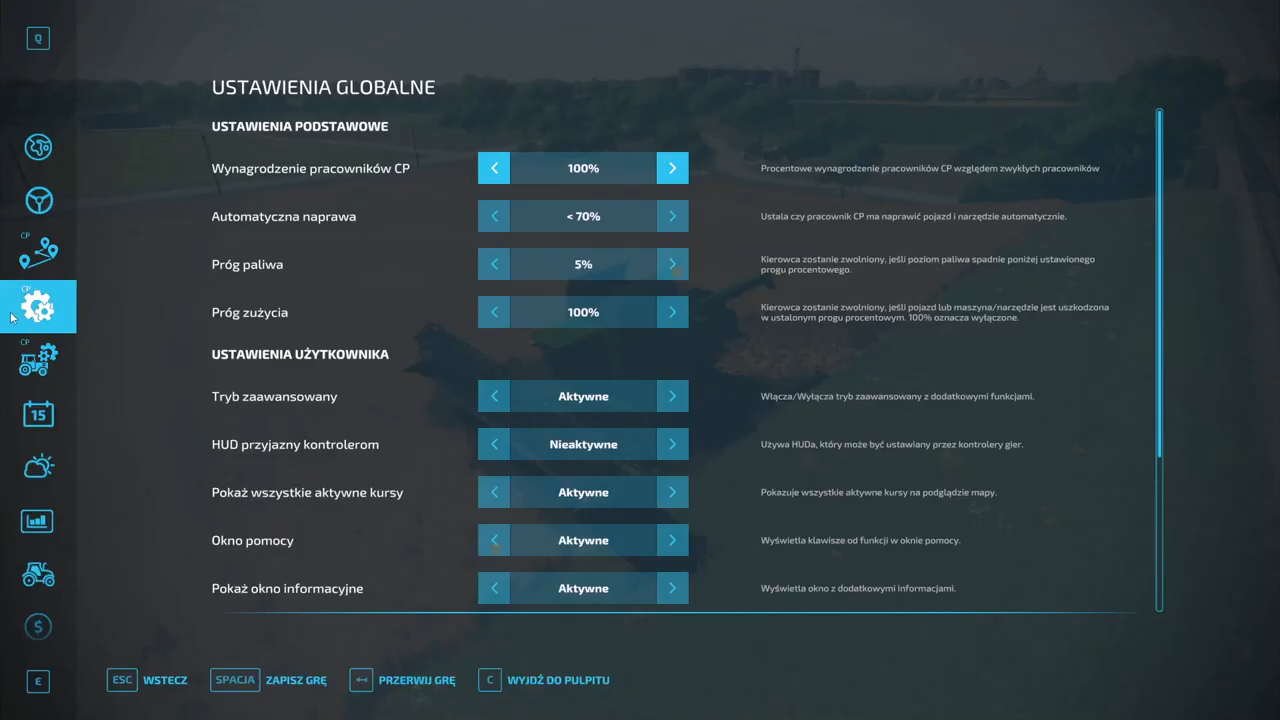 Q
USTAWIENIA GLOBALNE
USTAWIENIA PODSTAWOWE
Wynagrodzenie pracowników CP
100%
Procentowe wynagrodzenie pracowników CP względem zwykłych pracowników
Automatyczna naprawa
< 70%
Ustala czy pracownik CP ma naprawić pojazd i narzędzie automatycznie.
Próg paliwa
5%
Kierowca zostanie zwolniony, jeśli poziom paliwa spadnie poniżej ustawionego
progu procentowego.
Próg zużycia
100%
Kierowca zostanie zwolniony, jeśli pojazd lub maszyna/narzędzie jest uszkodzona
w ustalonym progu procentowym. 100% oznacza wyłączone.
USTAWIENIA UŻYTKOWNIKA
Tryb zaawansowany
Aktywne
Włącza/Wyłącza tryb zaawansowany z dodatkowymi funkcjami.
HUD przyjazny kontrolerom
Nieaktywne
Używa HUDa, który może być ustawiany przez kontrolery gier.
Pokaż wszystkie aktywne kursy
Aktywne
Pokazuje wszystkie aktywne kursy na podglądzie mapy.
Okno pomocy
Aktywne
Wyświetla klawisze od funkcji w oknie pomocy.
Pokaż okno informacyjne
Aktywne
Wyświetla okno z dodatkowymi informacjami.
CP
CP
CP
15
$
E
ESC WSTECZ SPACJA ZAPISZ GRĘ PRZERWIJ GRĘ C WYJDŹ DO PULPITU